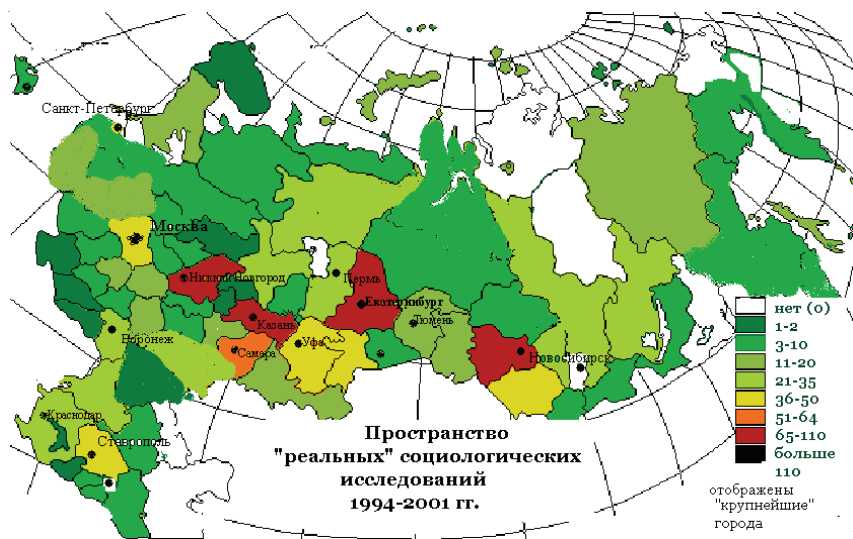 Санкт-Петербург
Москва
Нижний Новгород
Пермь
Екатеринбург
Казань
Тюмень
Воронеж
Самара
Уфа
Новосибирск
Краснодар
Ставрополь
Пространство
"реальных" социологических
исследований
1994-2001 гг.
нет (0)
1-2
3-10
11-20
21-35
36-50
51-64
65-110
больше
110
отображены
"крупнейшие"
города